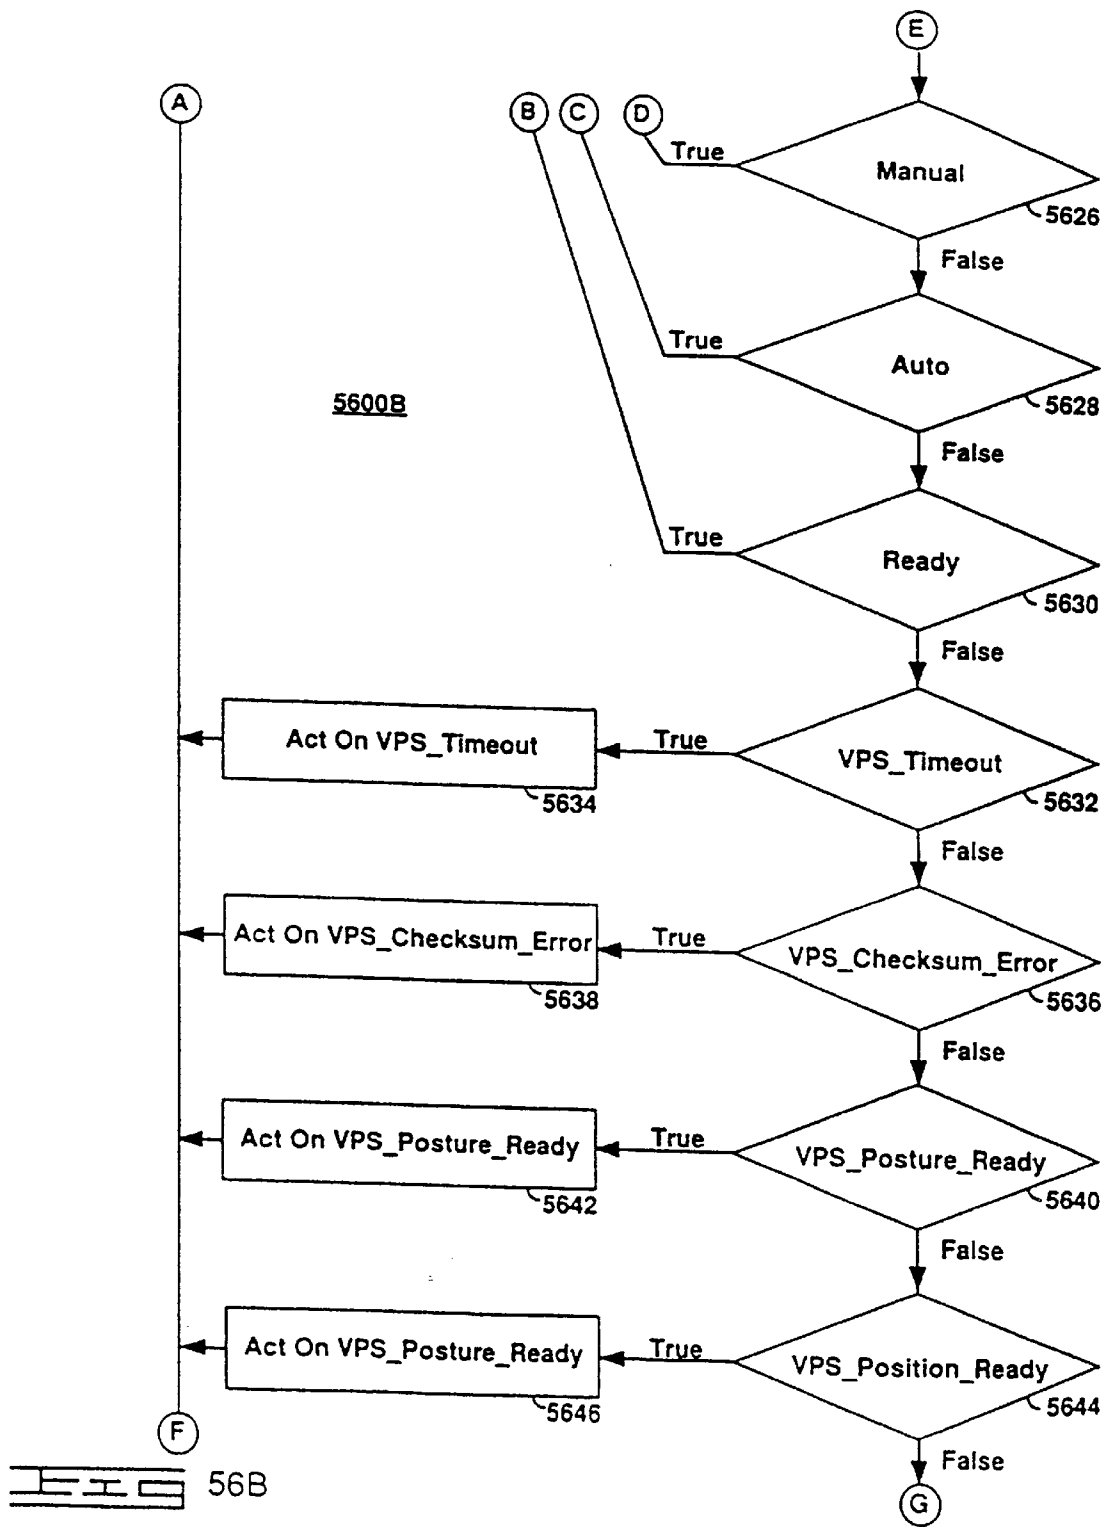 E
A
B
C
D
True
Manual
5626
False
True
Auto
5628
5600B
False
True
Ready
5630
False
Act On VPS_Timeout
True
VPS_Timeout
5634
5632
False
Act On VPS_Checksum_Error
True
VPS_Checksum_Error
5638
5636
False
Act On VPS_Posture_Ready
True
VPS_Posture_Ready
5642
5640
False
Act On VPS_Posture_Ready
True
VPS_Position_Ready
5646
5644
F
False
FIG 56B
G